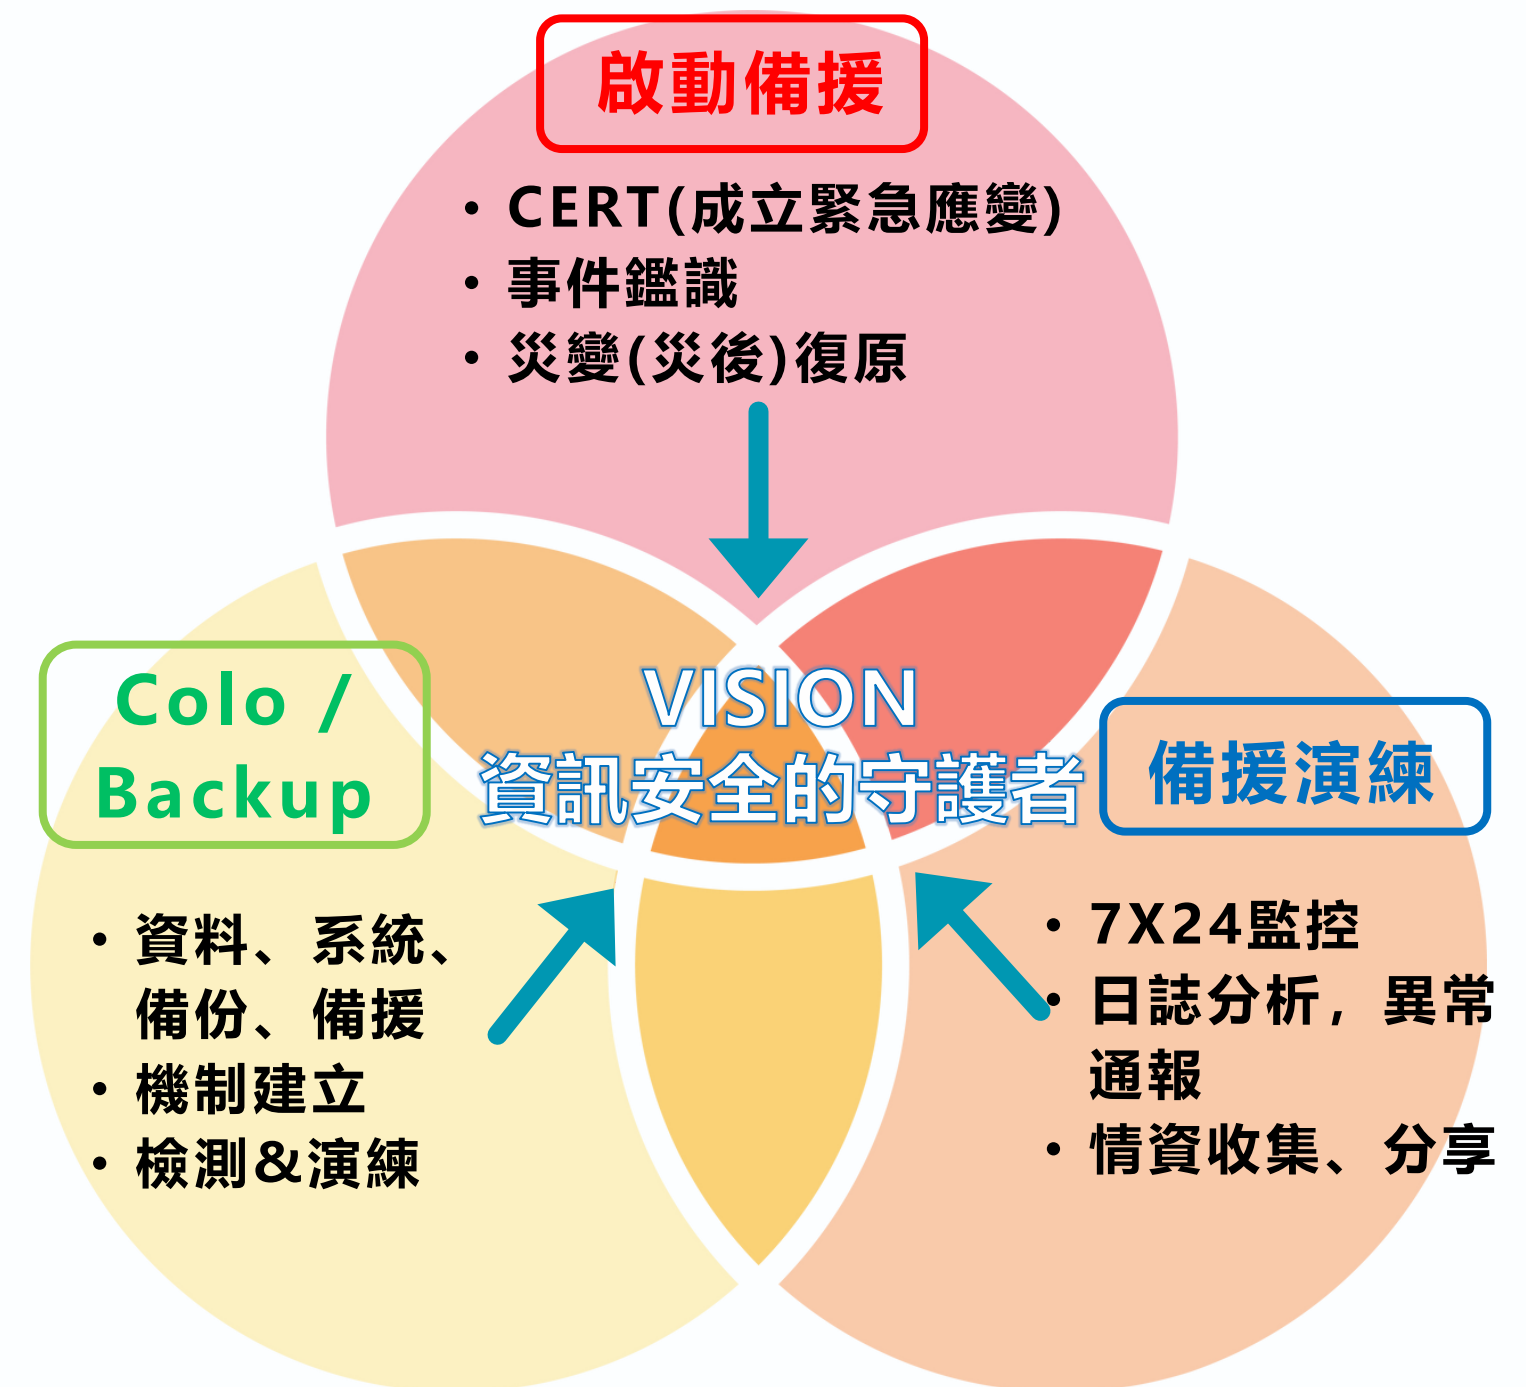 啟動備援
• CERT(成立緊急應變)
• 事件鑑識
• 災變(災後)復原
VISION
資訊安全的守護者
Colo /
Backup
• 資料、系統、
備份、備援
• 機制建立
• 檢測&演練
備援演練
• 7X24監控
• 日誌分析，異常
通報
• 情資收集、分享